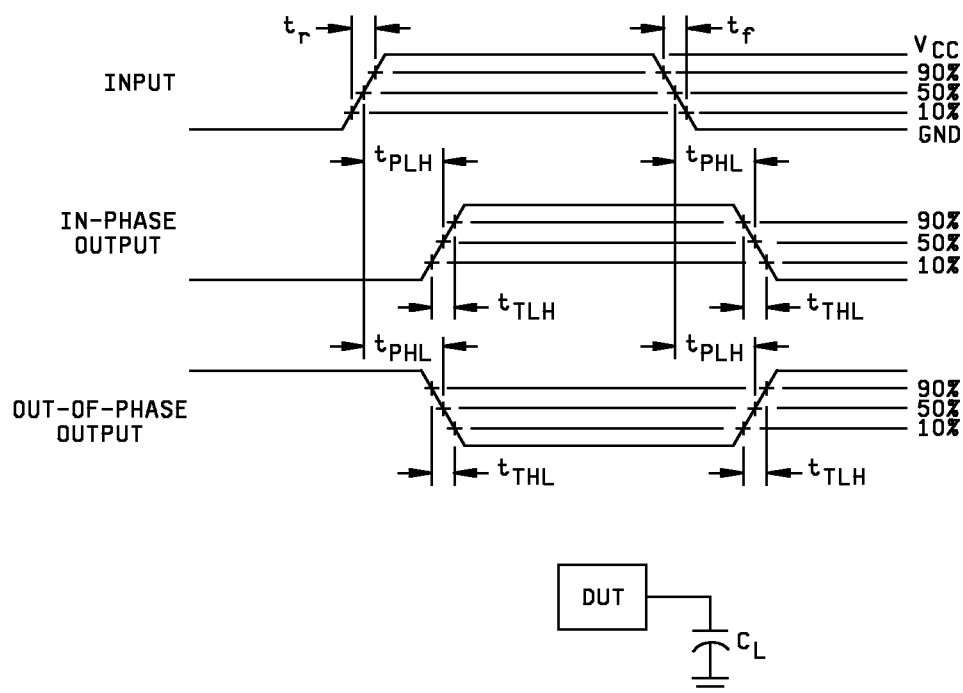 tr
tf
VCC
90%
50%
10%
GND
INPUT
tPLH
tPHL
IN-PHASE
OUTPUT
90%
50%
10%
tTLH
tTHL
tPHL
tPLH
OUT-OF-PHASE
OUTPUT
90%
50%
10%
tTHL
tTLH
DUT
CL